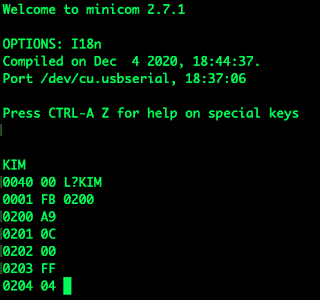 Welcome to minicom 2.7.1
OPTIONS: I18n
Compiled on Dec  4 2020, 18:44:37.
Port /dev/cu.usbserial, 18:37:06
Press CTRL-A Z for help on special keys
KIM
0040 00 L?KIM
0001 FB 0200
0200 A9
0201 0C
0202 00
0203 FF
0204 04